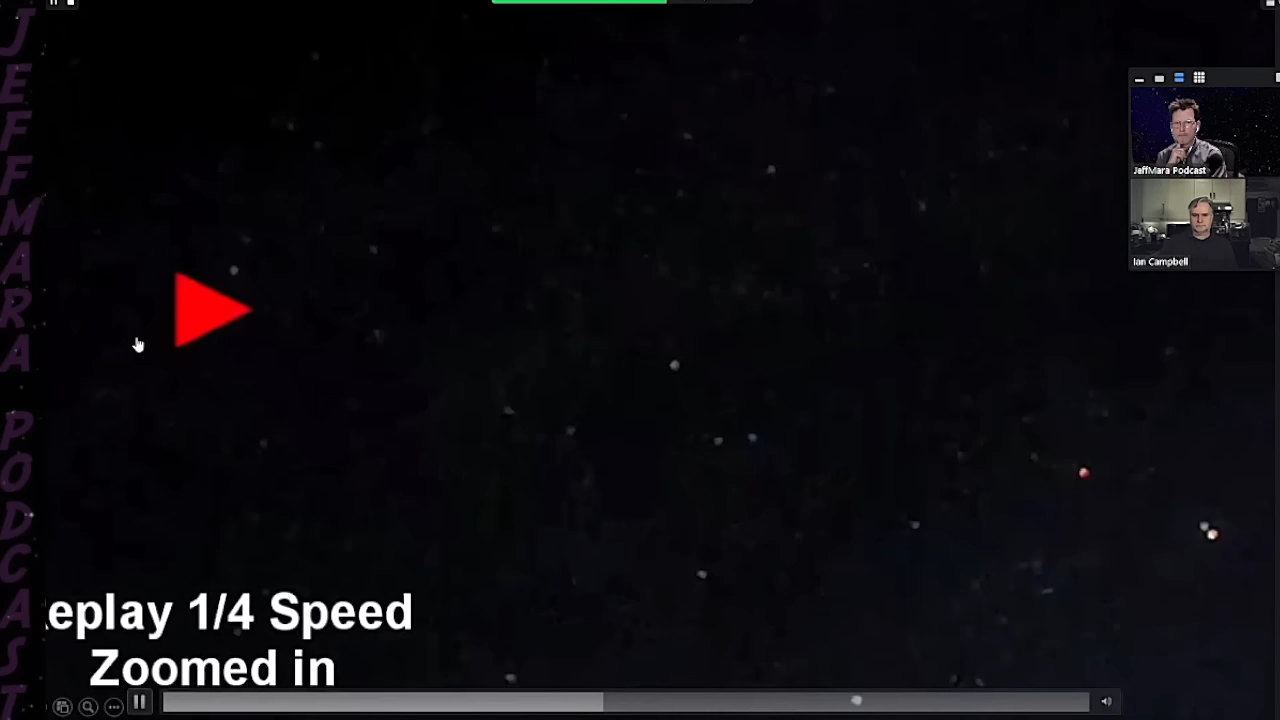 JEFFMARA PODCAST
JeffMara Podcast
Ian Campbell
eplay 1/4 Speed
Zoomed in